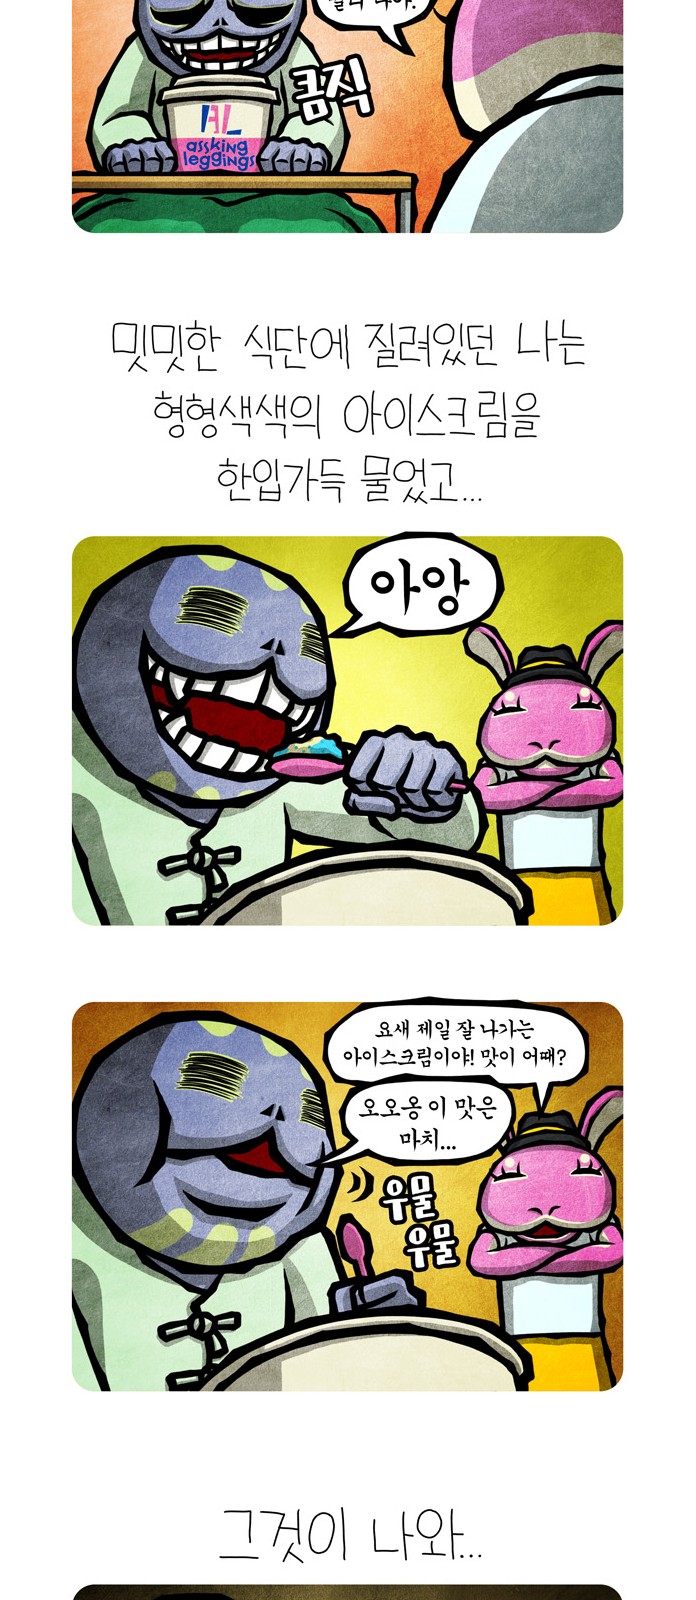 큼직
AL
assking
leggings
밋밋한 식단에 질려있던 나는
형형색색의 아이스크림을
한입가득 물었고...
아앙
요새 제일 잘 나가는
아이스크림이야! 맛이 어때?
오오옹 이 맛은
마치...
우물
우물
그것이 나와...